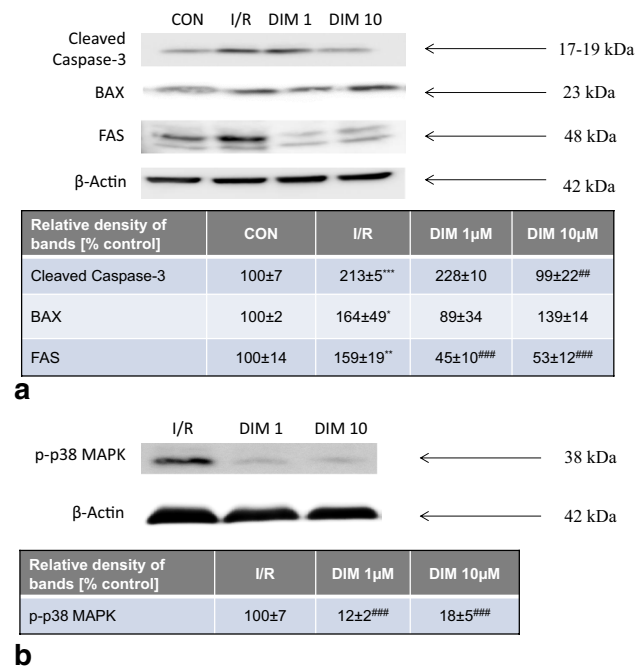 CON I/R DIM 1 DIM 10
Cleaved
Caspase-3
17-19 kDa
BAX
23 kDa
FAS
48 kDa
β-Actin
42 kDa
Relative density of
bands [% control] CON I/R DIM 1µM DIM 10µM
Cleaved Caspase-3 100±7 213±5*** 228±10 99±22##
BAX 100±2 164±49* 89±34 139±14
FAS 100±14 159±19** 45±10### 53±12###
a
I/R DIM 1 DIM 10
p-p38 MAPK
38 kDa
β-Actin
42 kDa
Relative density of
bands [% control] I/R DIM 1µM DIM 10µM
p-p38 MAPK 100±7 12±2### 18±5###
b